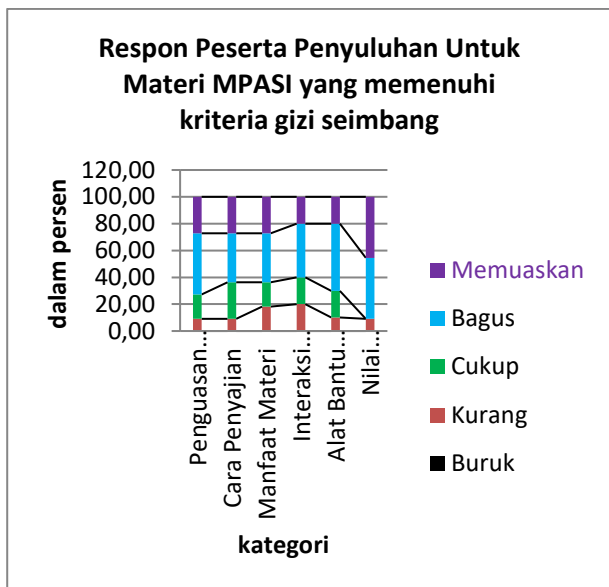 Respon Peserta Penyuluhan Untuk
Materi MPASI yang memenuhi
kriteria gizi seimbang
dalam persen
120,00
100,00
80,00
60,00
40,00
20,00
0,00
Penguasan...
Cara Penyajian
Manfaat Materi
Interaksi...
Alat Bantu...
Nilai...
kategori
Memuaskan
Bagus
Cukup
Kurang
Buruk